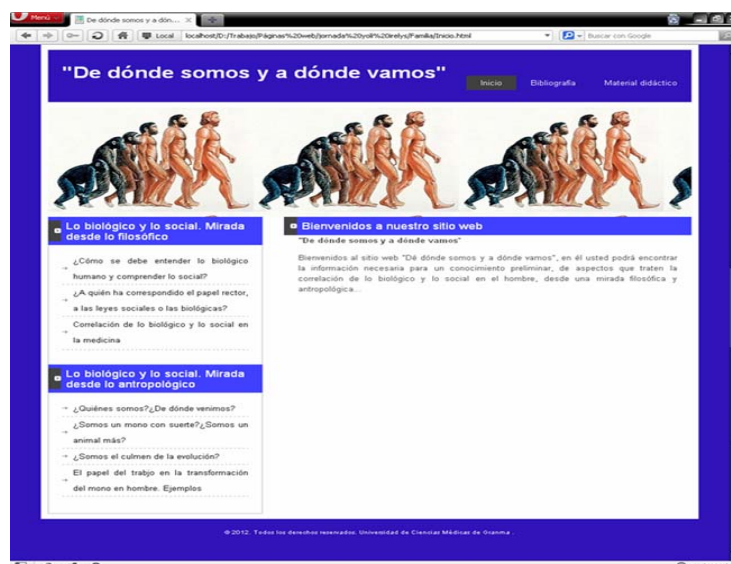 Menú
De dónde somos y a dón...
Local
localhost/D:/Trabajo/Páginas%20web/jornada%20yoli%20irelys/Familia/Inicio.html
Buscar con Google
"De dónde somos y a dónde vamos"
Inicio
Bibliografía
Material didáctico
Lo biológico y lo social. Mirada
desde lo filosófico
¿Cómo se debe entender lo biológico
humano y comprender lo social?
¿A quién ha correspondido el papel rector,
a las leyes sociales o las biológicas?
Correlación de lo biológico y lo social en
la medicina
Lo biológico y lo social. Mirada
desde lo antropológico
¿Quiénes somos?¿De dónde venimos?
¿Somos un mono con suerte?¿Somos un
animal más?
¿Somos el culmen de la evolución?
El papel del trabjo en la transformación
del mono en hombre. Ejemplos
Bienvenidos a nuestro sitio web
"De dónde somos y a dónde vamos"
Bienvenidos al sitio web "Dé dónde somos y a dónde vamos", en él usted podrá encontrar
la información necesaria para un conocimiento preliminar, de aspectos que traten la
correlación de lo biológico y lo social en el hombre, desde una mirada filosófica y
antropológica...
©2012. Todos los derechos reservados. Universidad de Ciencias Médicas de Granma .